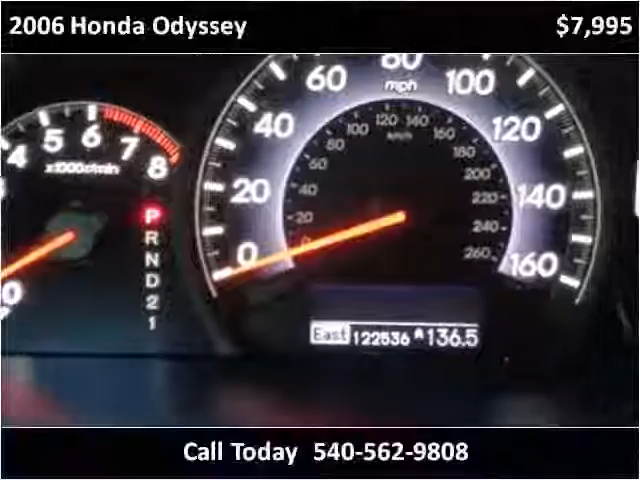 2006 Honda Odyssey $7,995
4 5 6 7 8
x1000r/min
P
R
N
D
2
1
0
0 20 40 60 80 100 120 140 160
mph
0 20 40 60 80 100 120 140 160 180 200 220 240 260
km/h
East 122536 A 136.5
Call Today 540-562-9808